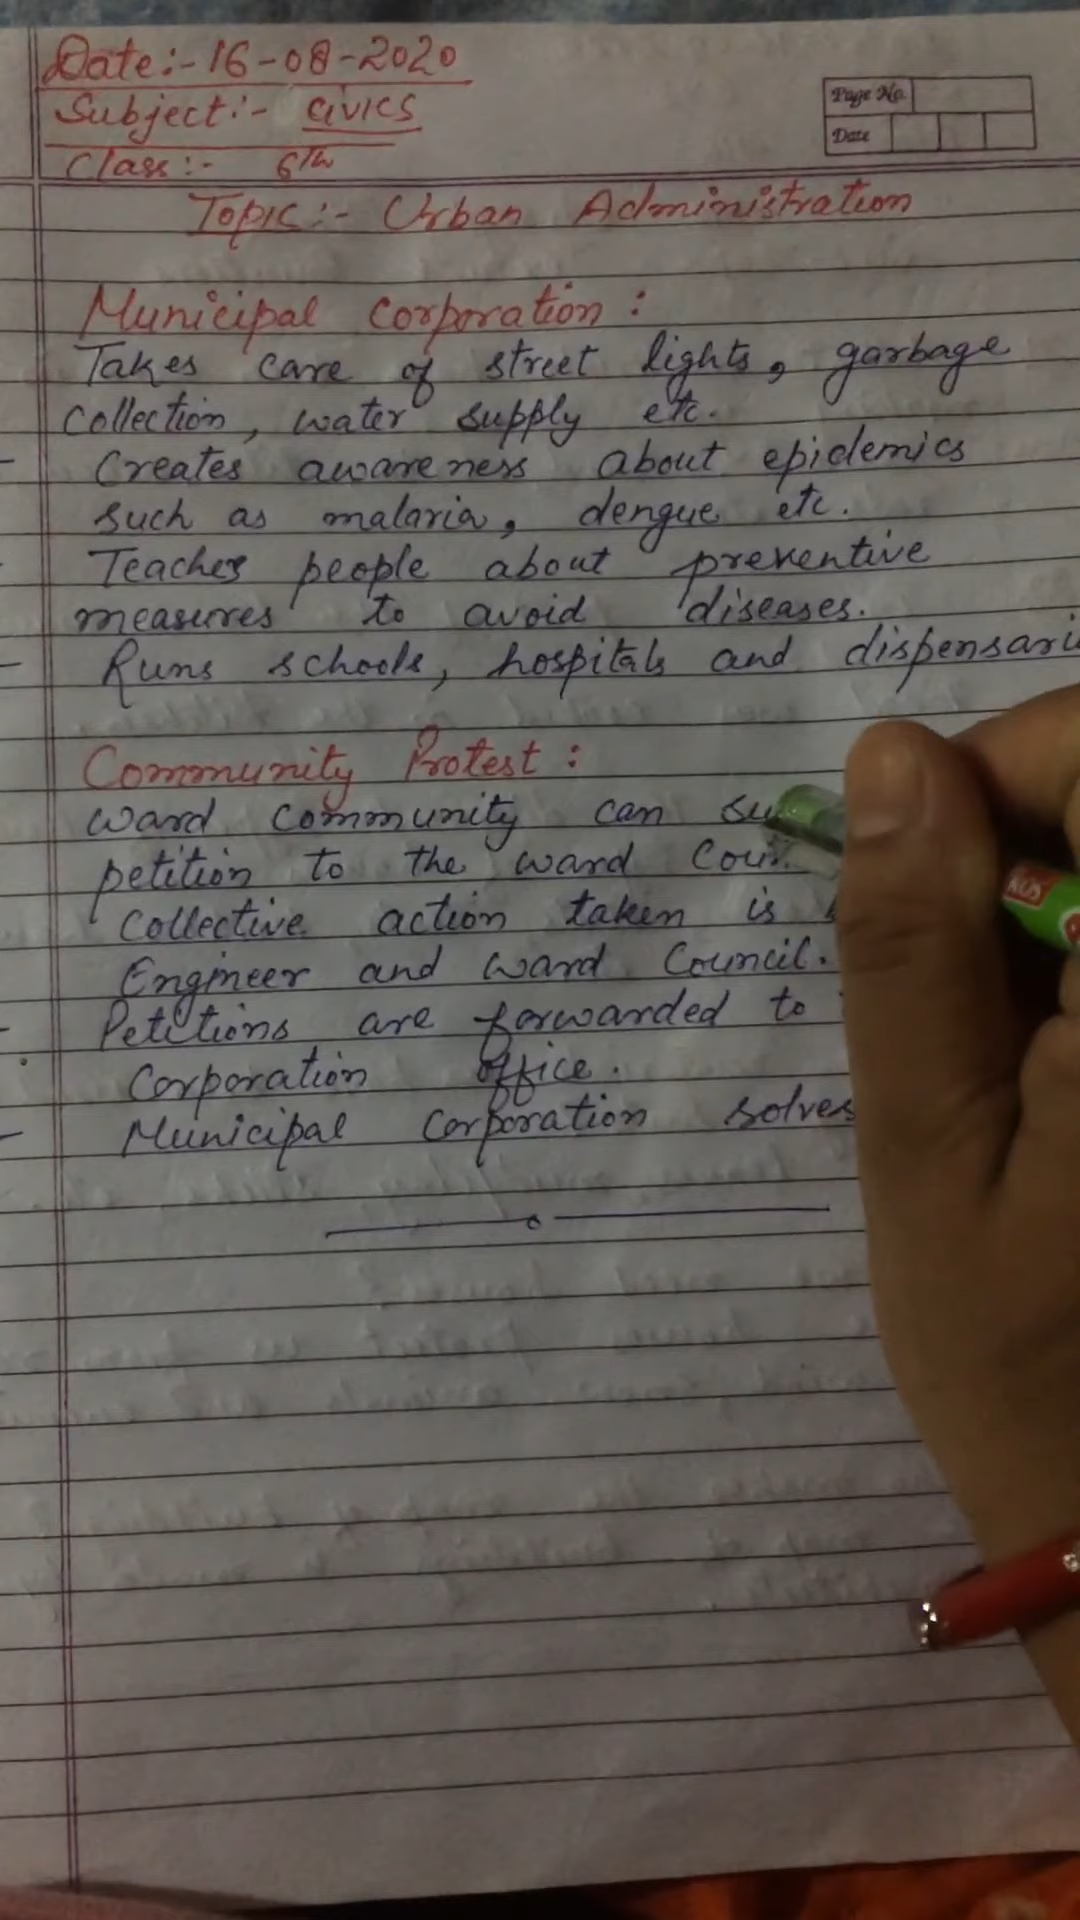 Date:- 16-08-2020
Subject:- Civics
Class:- 6th
Page No.
Date
Topic:- Urban Administration
Municipal Corporation:
Takes care of street lights, garbage
collection, water supply etc.
- Creates awareness about epidemics
such as malaria, dengue etc.
- Teaches people about preventive
measures to avoid diseases.
- Runs schools, hospitals and
Community Protest:
Ward community can
petition to the ward
Collective action taken is
Engineer and ward Council.
- Petitions are forwarded to
Corporation office.
- Municipal Corporation solves